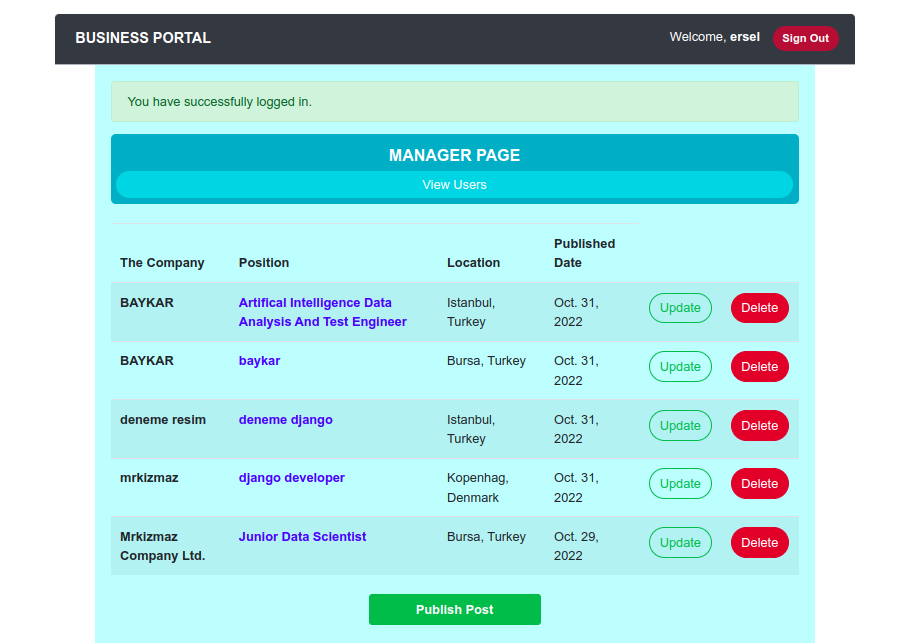 BUSINESS PORTAL
Welcome, ersel
Sign Out
You have successfully logged in.
MANAGER PAGE
View Users
The Company Position Location Published Date
BAYKAR Artifical Intelligence Data Analysis And Test Engineer Istanbul, Turkey Oct. 31, 2022 Update Delete
BAYKAR baykar Bursa, Turkey Oct. 31, 2022 Update Delete
deneme resim deneme django Istanbul, Turkey Oct. 31, 2022 Update Delete
mrkizmaz django developer Kopenhag, Denmark Oct. 31, 2022 Update Delete
Mrkizmaz Company Ltd. Junior Data Scientist Bursa, Turkey Oct. 29, 2022 Update Delete
Publish Post